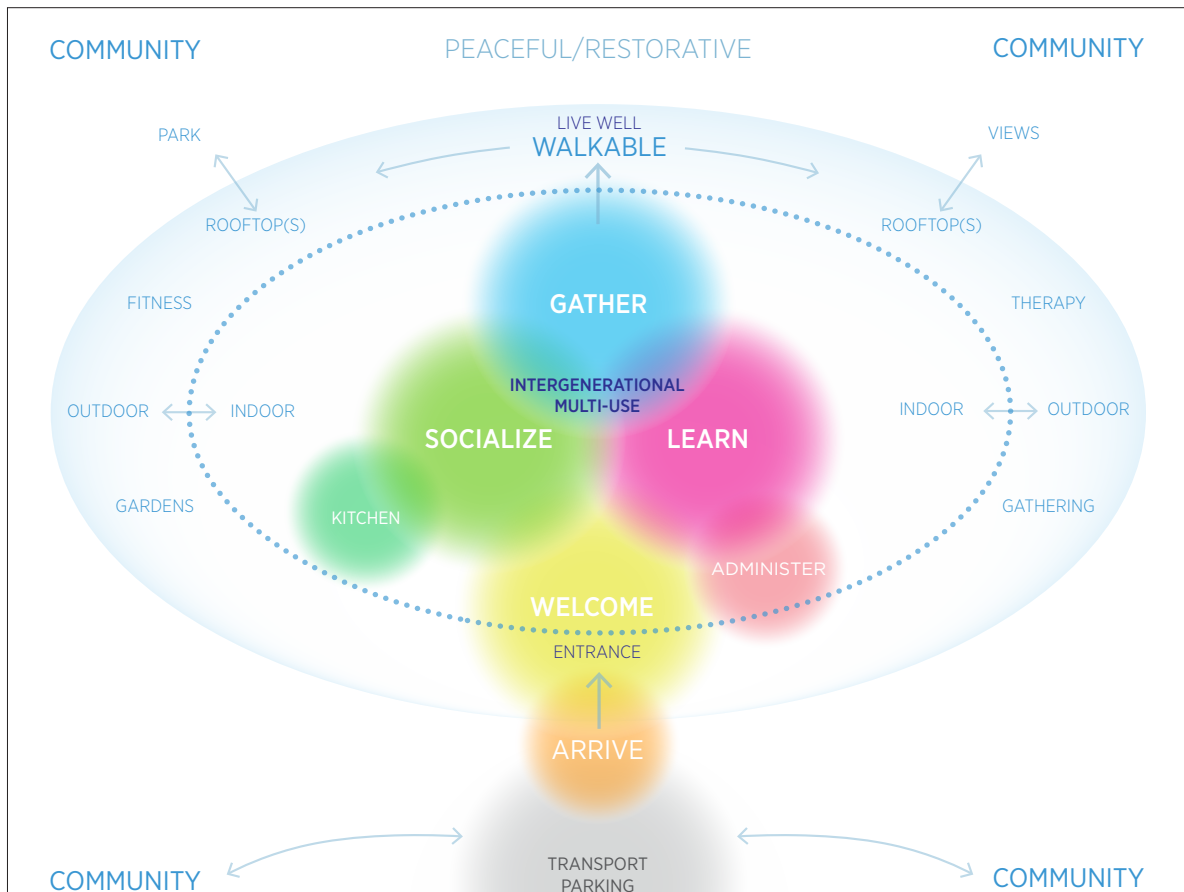 COMMUNITY
PEACEFUL/RESTORATIVE
COMMUNITY
LIVE WELL
WALKABLE
PARK
VIEWS
ROOFTOP(S)
ROOFTOP(S)
FITNESS
GATHER
THERAPY
INTERGENERATIONAL
MULTI-USE
OUTDOOR
INDOOR
INDOOR
OUTDOOR
SOCIALIZE
LEARN
GARDENS
GATHERING
KITCHEN
ADMINISTER
WELCOME
ENTRANCE
ARRIVE
TRANSPORT
PARKING
COMMUNITY
COMMUNITY